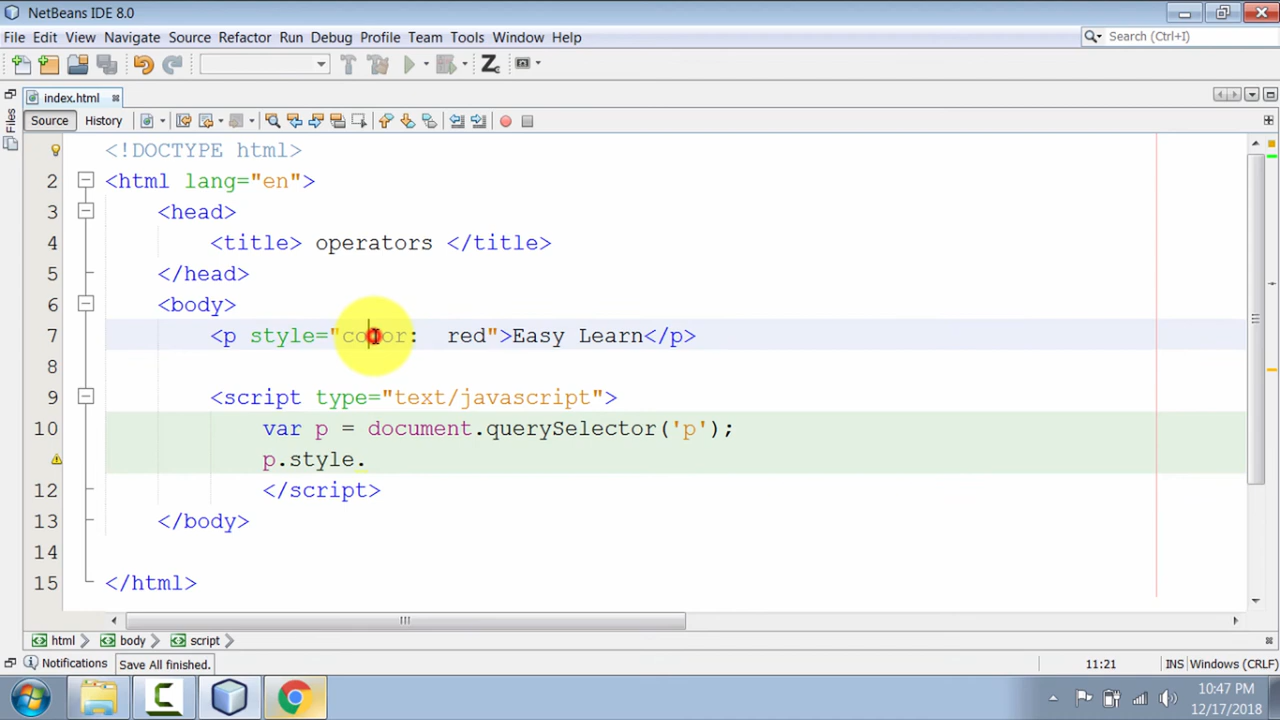 NetBeans IDE 8.0
File Edit View Navigate Source Refactor Run Debug Profile Team Tools Window Help
Search (Ctrl+I)
index.html
Files
Source History
<!DOCTYPE html>
2 <html lang="en">
3 <head>
4 <title> operators </title>
5 </head>
6 <body>
7 <p style="color:  red">Easy Learn</p>
8
9 <script type="text/javascript">
10 var p = document.querySelector('p');
p.style.
12 </script>
13 </body>
14
15 </html>
html body script
Notifications Save All finished. 11:21 INS Windows (CRLF)
10:47 PM
12/17/2018